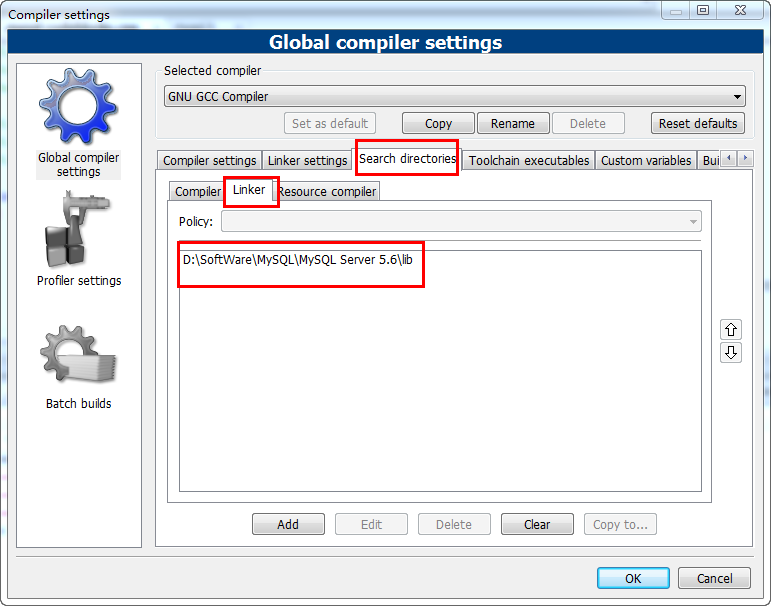 Compiler settings
Global compiler settings
Selected compiler
GNU GCC Compiler
Set as default
Copy
Rename
Delete
Reset defaults
Global compiler
settings
Profiler settings
Batch builds
Compiler settings
Linker settings
Search directories
Toolchain executables
Custom variables
Bui
Compiler
Linker
Resource compiler
Policy:
D:\SoftWare\MySQL\MySQL Server 5.6\lib
Add
Edit
Delete
Clear
Copy to...
OK
Cancel